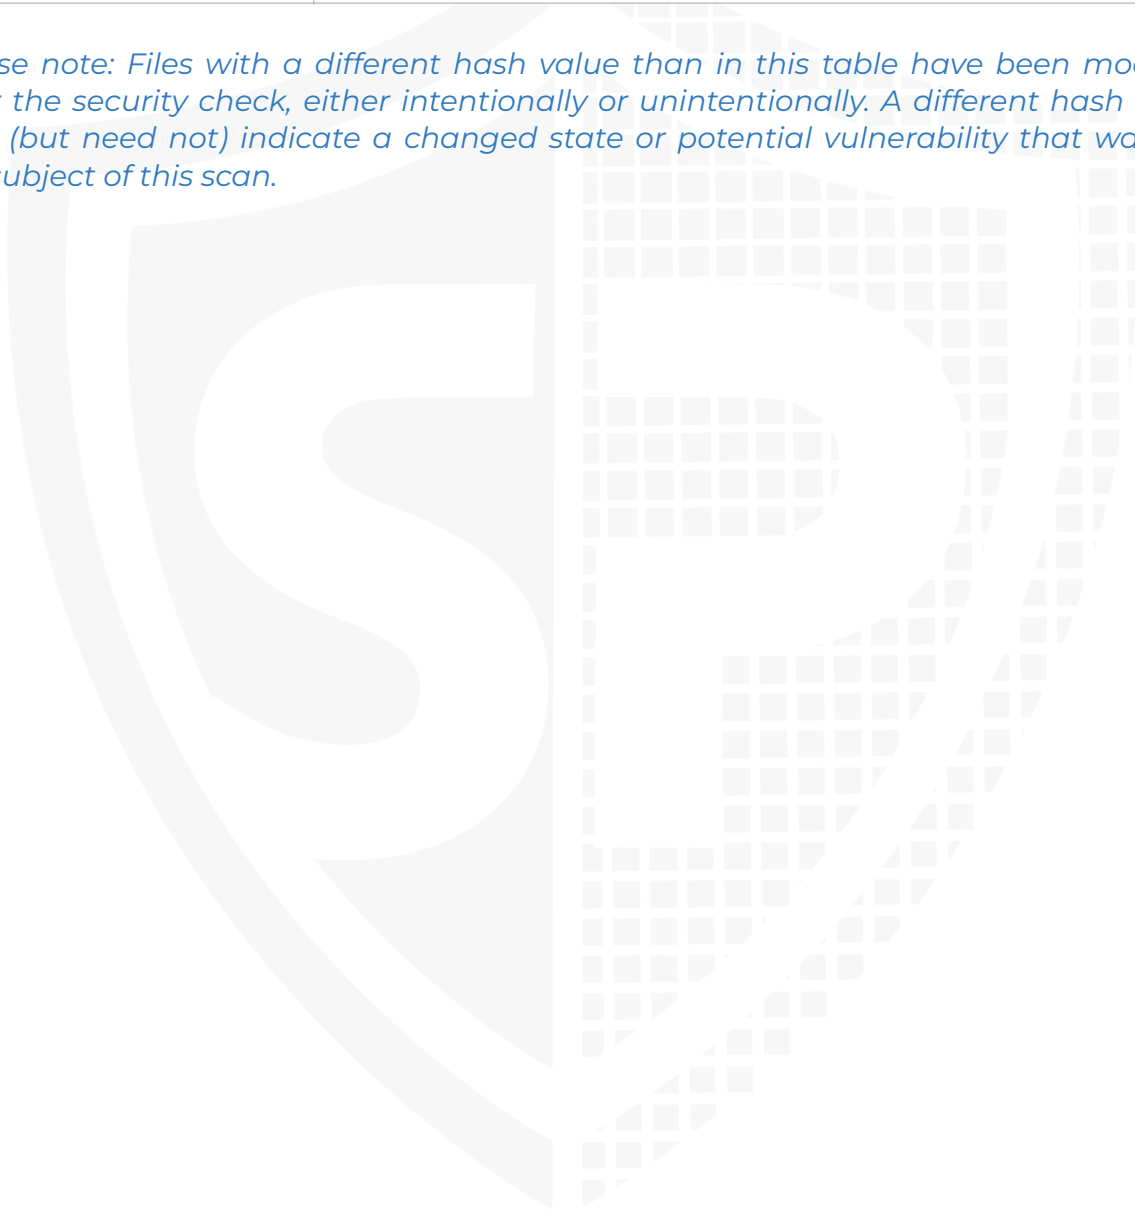 se note: Files with a different hash value than in this table have been mo
the security check, either intentionally or unintentionally. A different hash
(but need not) indicate a changed state or potential vulnerability that wa
ubject of this scan.
SP